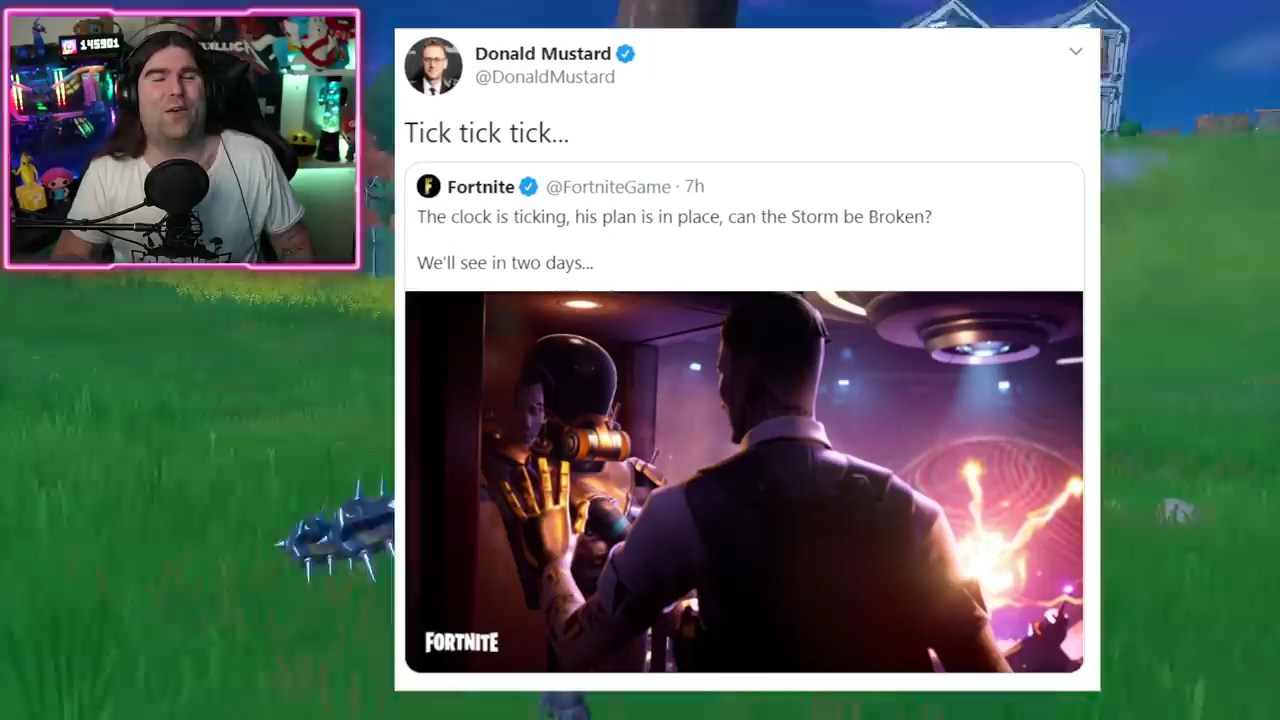 145901
Donald Mustard
@DonaldMustard
Tick tick tick...
Fortnite @FortniteGame · 7h
The clock is ticking, his plan is in place, can the Storm be Broken?
We'll see in two days...
FORTNITE